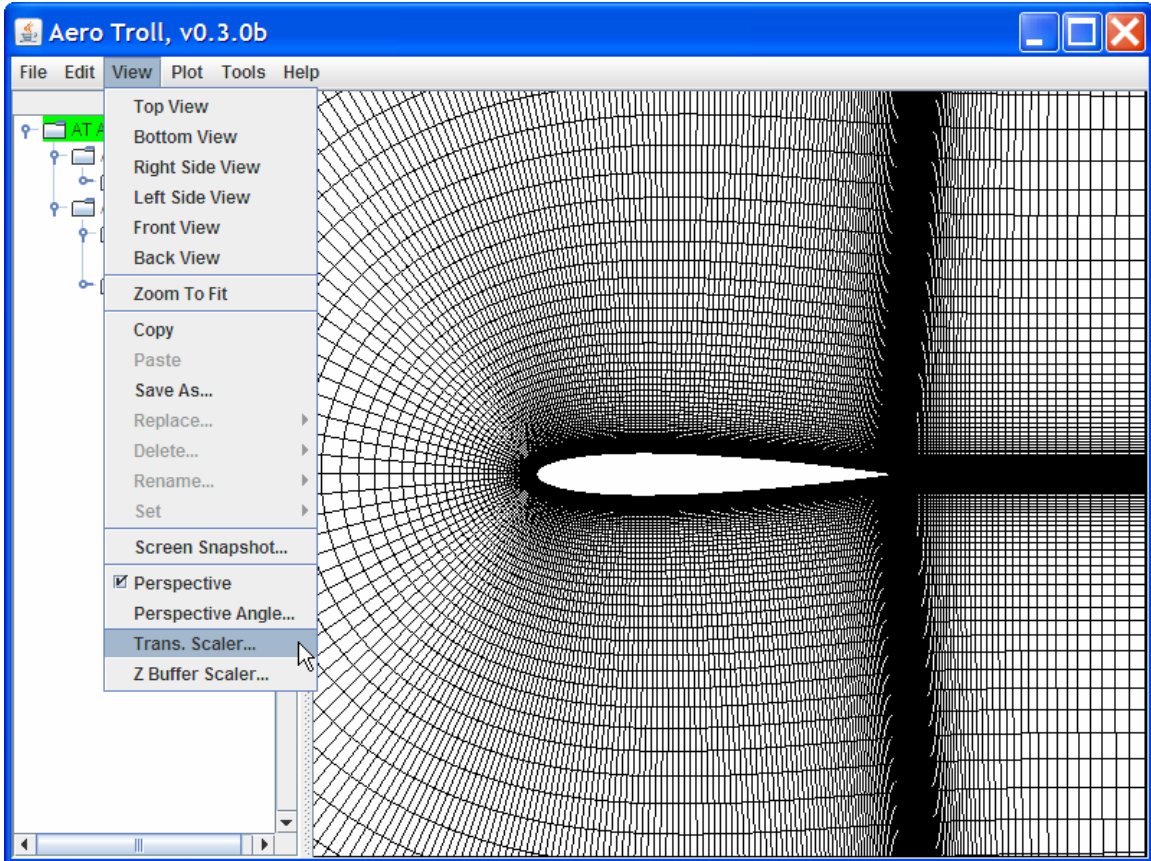 Aero Troll, v0.3.0b
File Edit View Plot Tools Help
Top View
Bottom View
Right Side View
Left Side View
Front View
Back View
Zoom To Fit
Copy
Paste
Save As...
Replace...
Delete...
Rename...
Set
Screen Snapshot...
Perspective
Perspective Angle...
Trans. Scaler...
Z Buffer Scaler...
AT